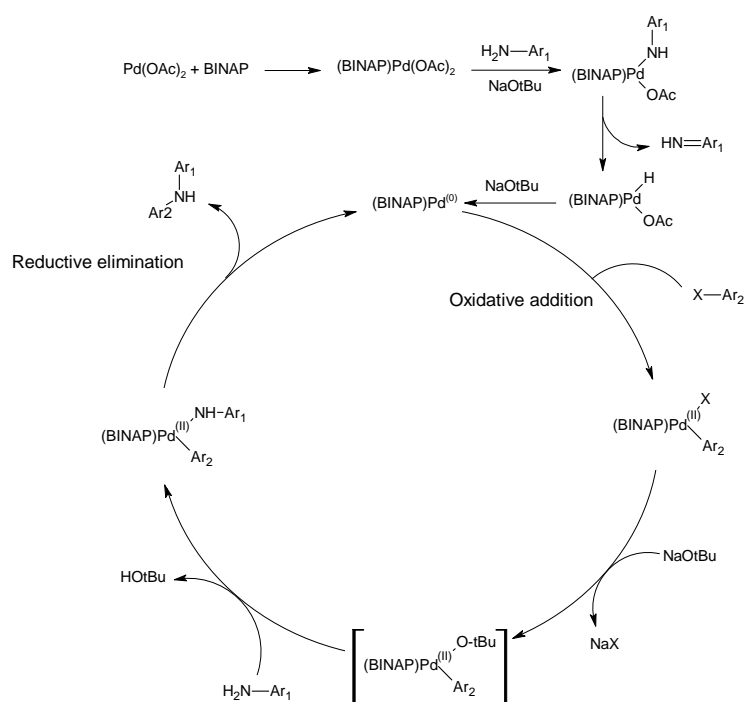 Pd(OAc)2 + BINAP
(BINAP)Pd(OAc)2
H2N—Ar1
NaOtBu
Ar1
NH
(BINAP)Pd
OAc
HN=Ar1
H
(BINAP)Pd
OAc
NaOtBu
(BINAP)Pd(0)
Ar1
NH
Ar2
Reductive elimination
Oxidative addition
X—Ar2
(II) X
(BINAP)Pd
Ar2
(II) NH-Ar1
(BINAP)Pd
Ar2
NaOtBu
NaX
HOtBu
H2N—Ar1
(II) O-tBu
(BINAP)Pd
Ar2